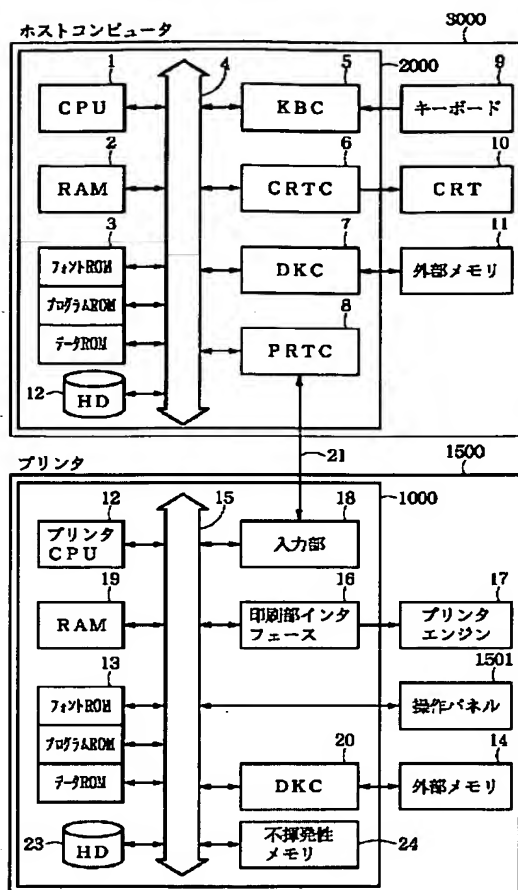 ホストコンピュータ
3000
1
4
5
2000
9
CPU
KBC
キーボード
2
6
10
RAM
CRTC
CRT
3
7
11
フォントROM
DKC
外部メモリ
プログラムROM
8
データROM
PRTC
12
HD
21
プリンタ
1500
12
15
18
1000
プリンタ
CPU
入力部
19
16
17
RAM
印刷部インタ
フェース
プリンタ
エンジン
13
1501
フォントROM
操作パネル
プログラムROM
20
14
データROM
DKC
外部メモリ
23
HD
不揮発性
メモリ
24